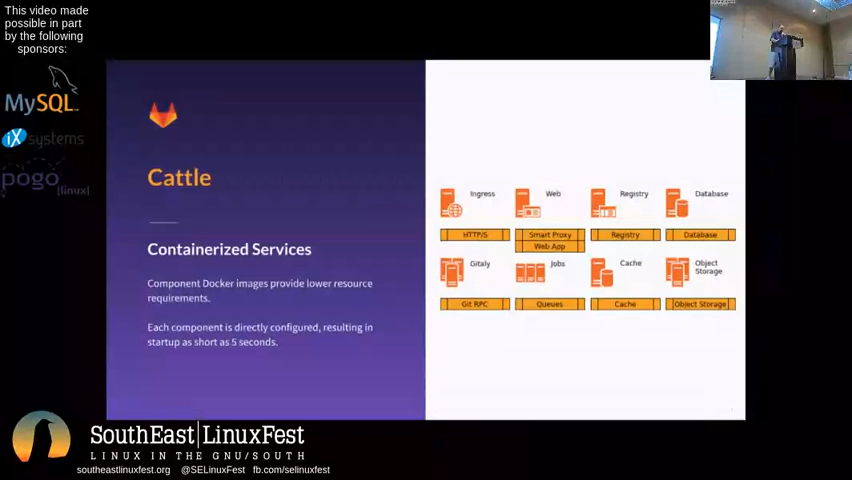 This video made
possible in part
by the following
sponsors:
MySQL
iX systems
pogo
[linux]
Cattle
Containerized Services
Component Docker images provide lower resource
requirements.
Each component is directly configured, resulting in
startup as short as 5 seconds.
Ingress
Web
Registry
Database
HTTP/S
Smart Proxy
Registry
Database
Web App
Gitaly
Jobs
Cache
Object
Storage
Git RPC
Queues
Cache
Object Storage
SouthEast|LinuxFest
LINUX IN THE GNU/SOUTH
southeastlinuxfest.org @SELinuxFest fb.com/selinuxfest